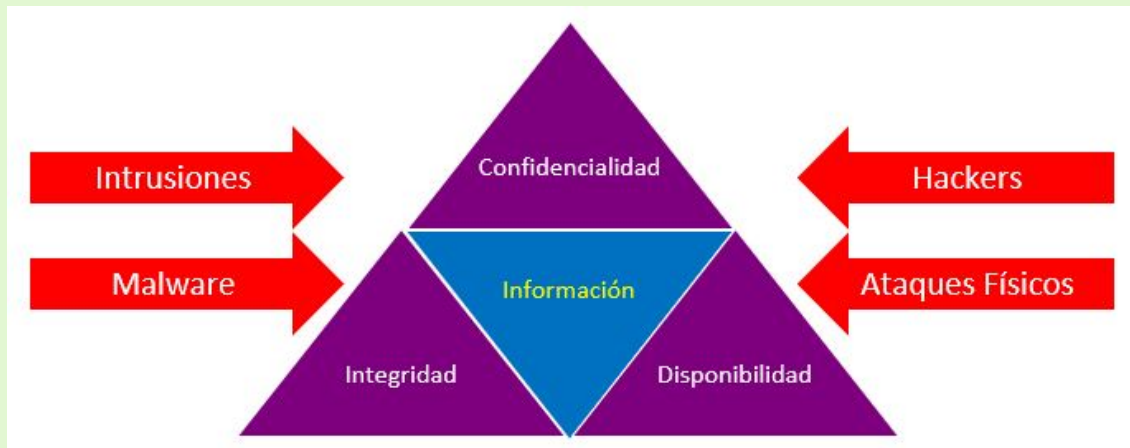 Confidencialidad
Intrusiones
Hackers
Malware
Información
Ataques Físicos
Integridad
Disponibilidad